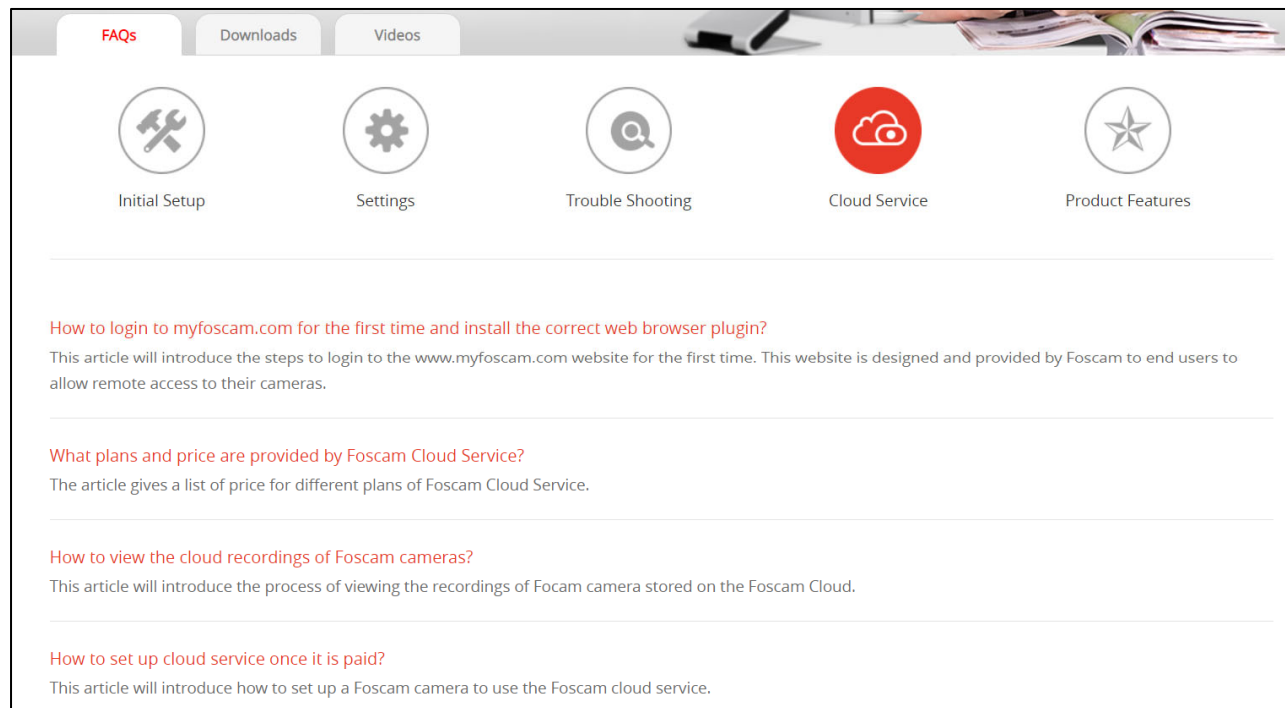 FAQs
Downloads
Videos
Initial Setup
Settings
Trouble Shooting
Cloud Service
Product Features
How to login to myfoscam.com for the first time and install the correct web browser plugin?
This article will introduce the steps to login to the www.myfoscam.com website for the first time. This website is designed and provided by Foscam to end users to
allow remote access to their cameras.
What plans and price are provided by Foscam Cloud Service?
The article gives a list of price for different plans of Foscam Cloud Service.
How to view the cloud recordings of Foscam cameras?
This article will introduce the process of viewing the recordings of Focam camera stored on the Foscam Cloud.
How to set up cloud service once it is paid?
This article will introduce how to set up a Foscam camera to use the Foscam cloud service.